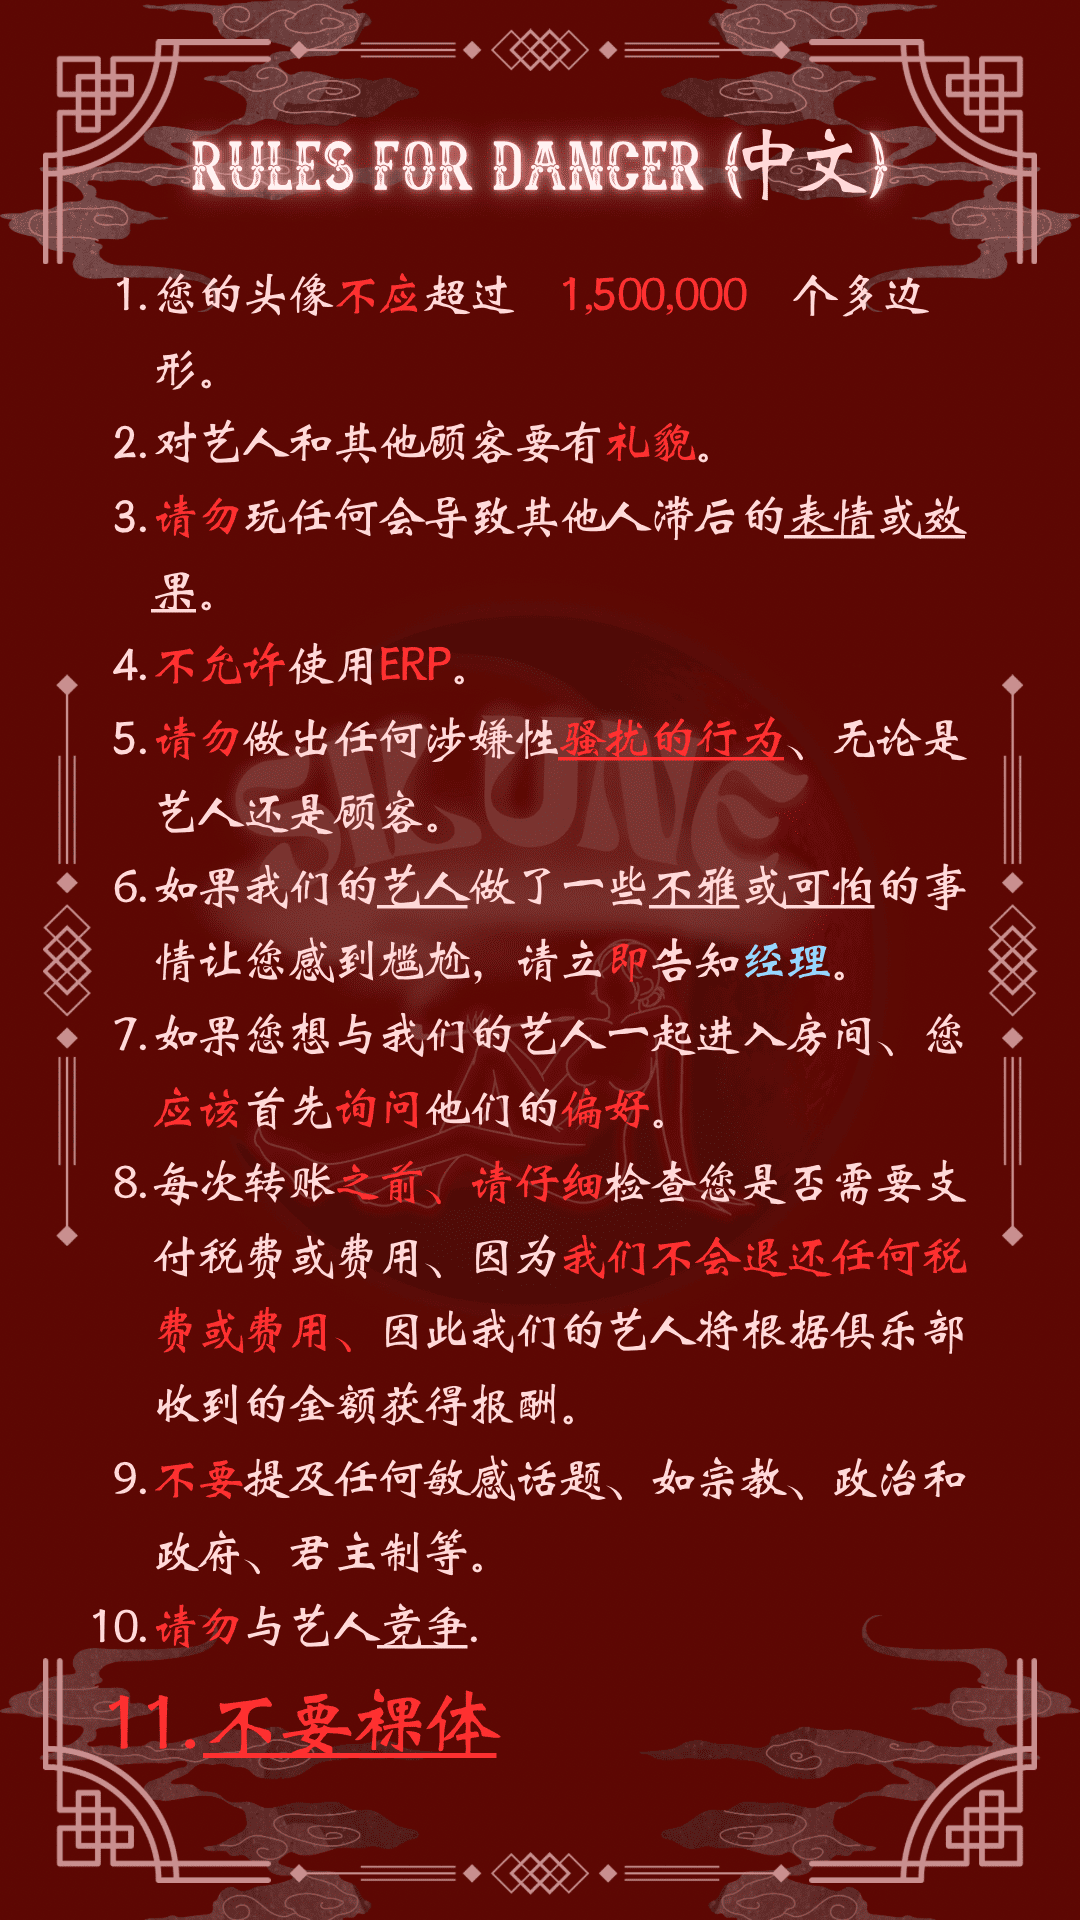 RULES FOR DANCER (中文)
1. 您的头像不应超过　1,500,000　个多边
形。
2. 对艺人和其他顾客要有礼貌。
3. 请勿玩任何会导致其他人滞后的表情或效
果。
4. 不允许使用ERP。
5. 请勿做出任何涉嫌性骚扰的行为、无论是
艺人还是顾客。
6. 如果我们的艺人做了一些不雅或可怕的事
情让您感到尴尬，请立即告知经理。
7. 如果您想与我们的艺人一起进入房间、您
应该首先询问他们的偏好。
8. 每次转账之前、请仔细检查您是否需要支
付税费或费用、因为我们不会退还任何税
费或费用、因此我们的艺人将根据俱乐部
收到的金额获得报酬。
9. 不要提及任何敏感话题、如宗教、政治和
政府、君主制等。
10. 请勿与艺人竞争.
11. 不要裸体